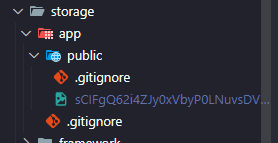 storage
app
public
.gitignore
sClFgQ62i4ZJy0xVbyP0LNuvsDV...
.gitignore
framework